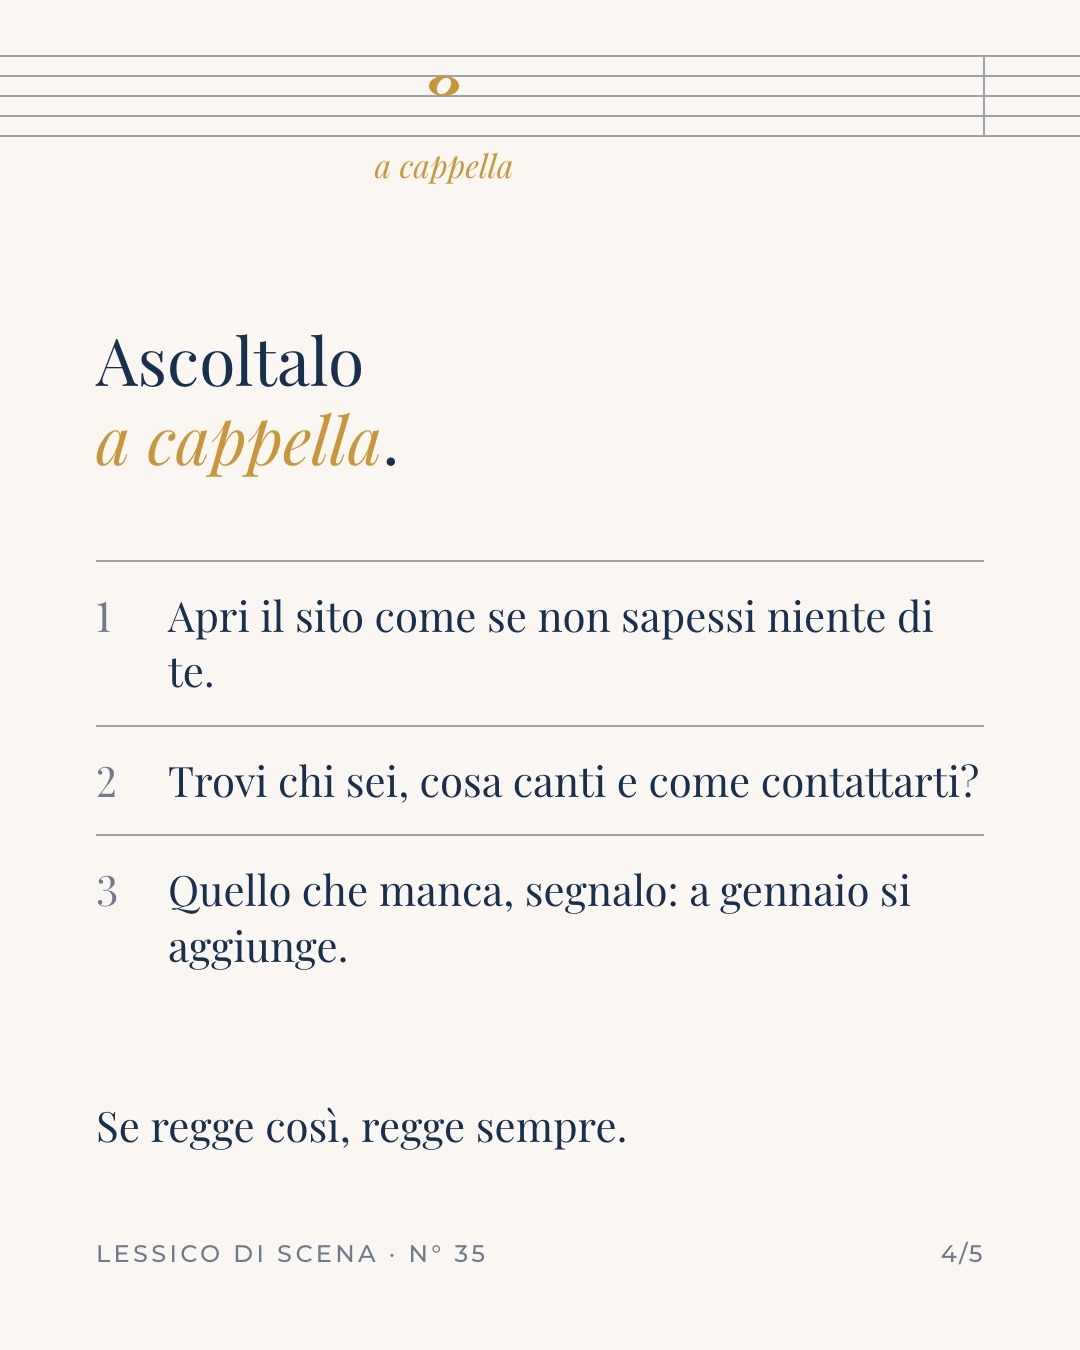 a cappella
Ascoltalo
a cappella.
1 Apri il sito come se non sapessi niente di
te.
2 Trovi chi sei, cosa canti e come contattarti?
3 Quello che manca, segnalo: a gennaio si
aggiunge.
Se regge così, regge sempre.
LESSICO DI SCENA · N° 35 4/5